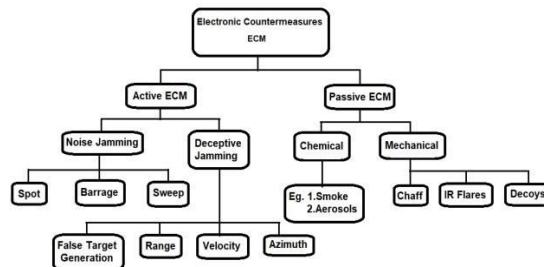 Electronic Countermeasures
ECM
Active ECM
Passive ECM
Noise Jamming
Deceptive
Jamming
Chemical
Mechanical
Spot
Barrage
Sweep
Eg. 1.Smoke
2.Aerosols
Chaff
IR Flares
Decoys
False Target
Generation
Range
Velocity
Azimuth